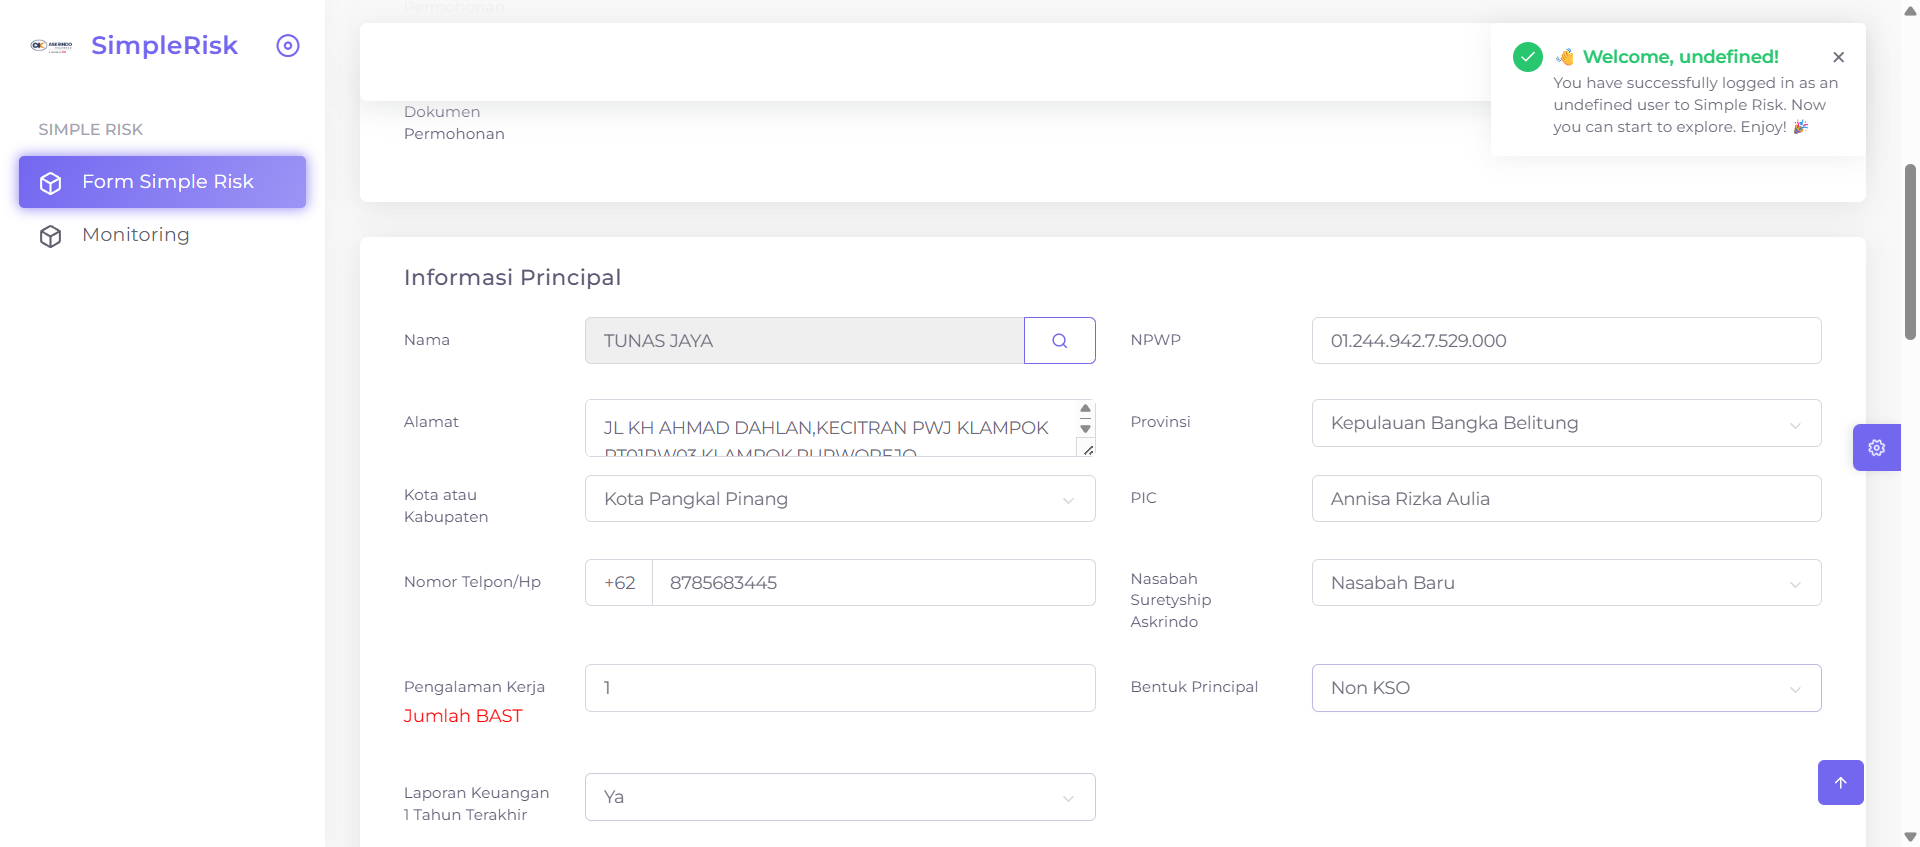 Permohonan
ASKRINDO
SimpleRisk
👋 Welcome, undefined!
You have successfully logged in as an
undefined user to Simple Risk. Now
you can start to explore. Enjoy! 🎉
Dokumen
Permohonan
SIMPLE RISK
Form Simple Risk
Monitoring
Informasi Principal
Nama
TUNAS JAYA
NPWP
01.244.942.7.529.000
Alamat
JL KH AHMAD DAHLAN,KECITRAN PWJ KLAMPOK
RT01RW03 KLAMPOK PURWOREJO
Provinsi
Kepulauan Bangka Belitung
Kota atau
Kabupaten
Kota Pangkal Pinang
PIC
Annisa Rizka Aulia
Nomor Telpon/Hp
+62 8785683445
Nasabah
Suretyship
Askrindo
Nasabah Baru
Pengalaman Kerja
Jumlah BAST
1
Bentuk Principal
Non KSO
Laporan Keuangan
1 Tahun Terakhir
Ya